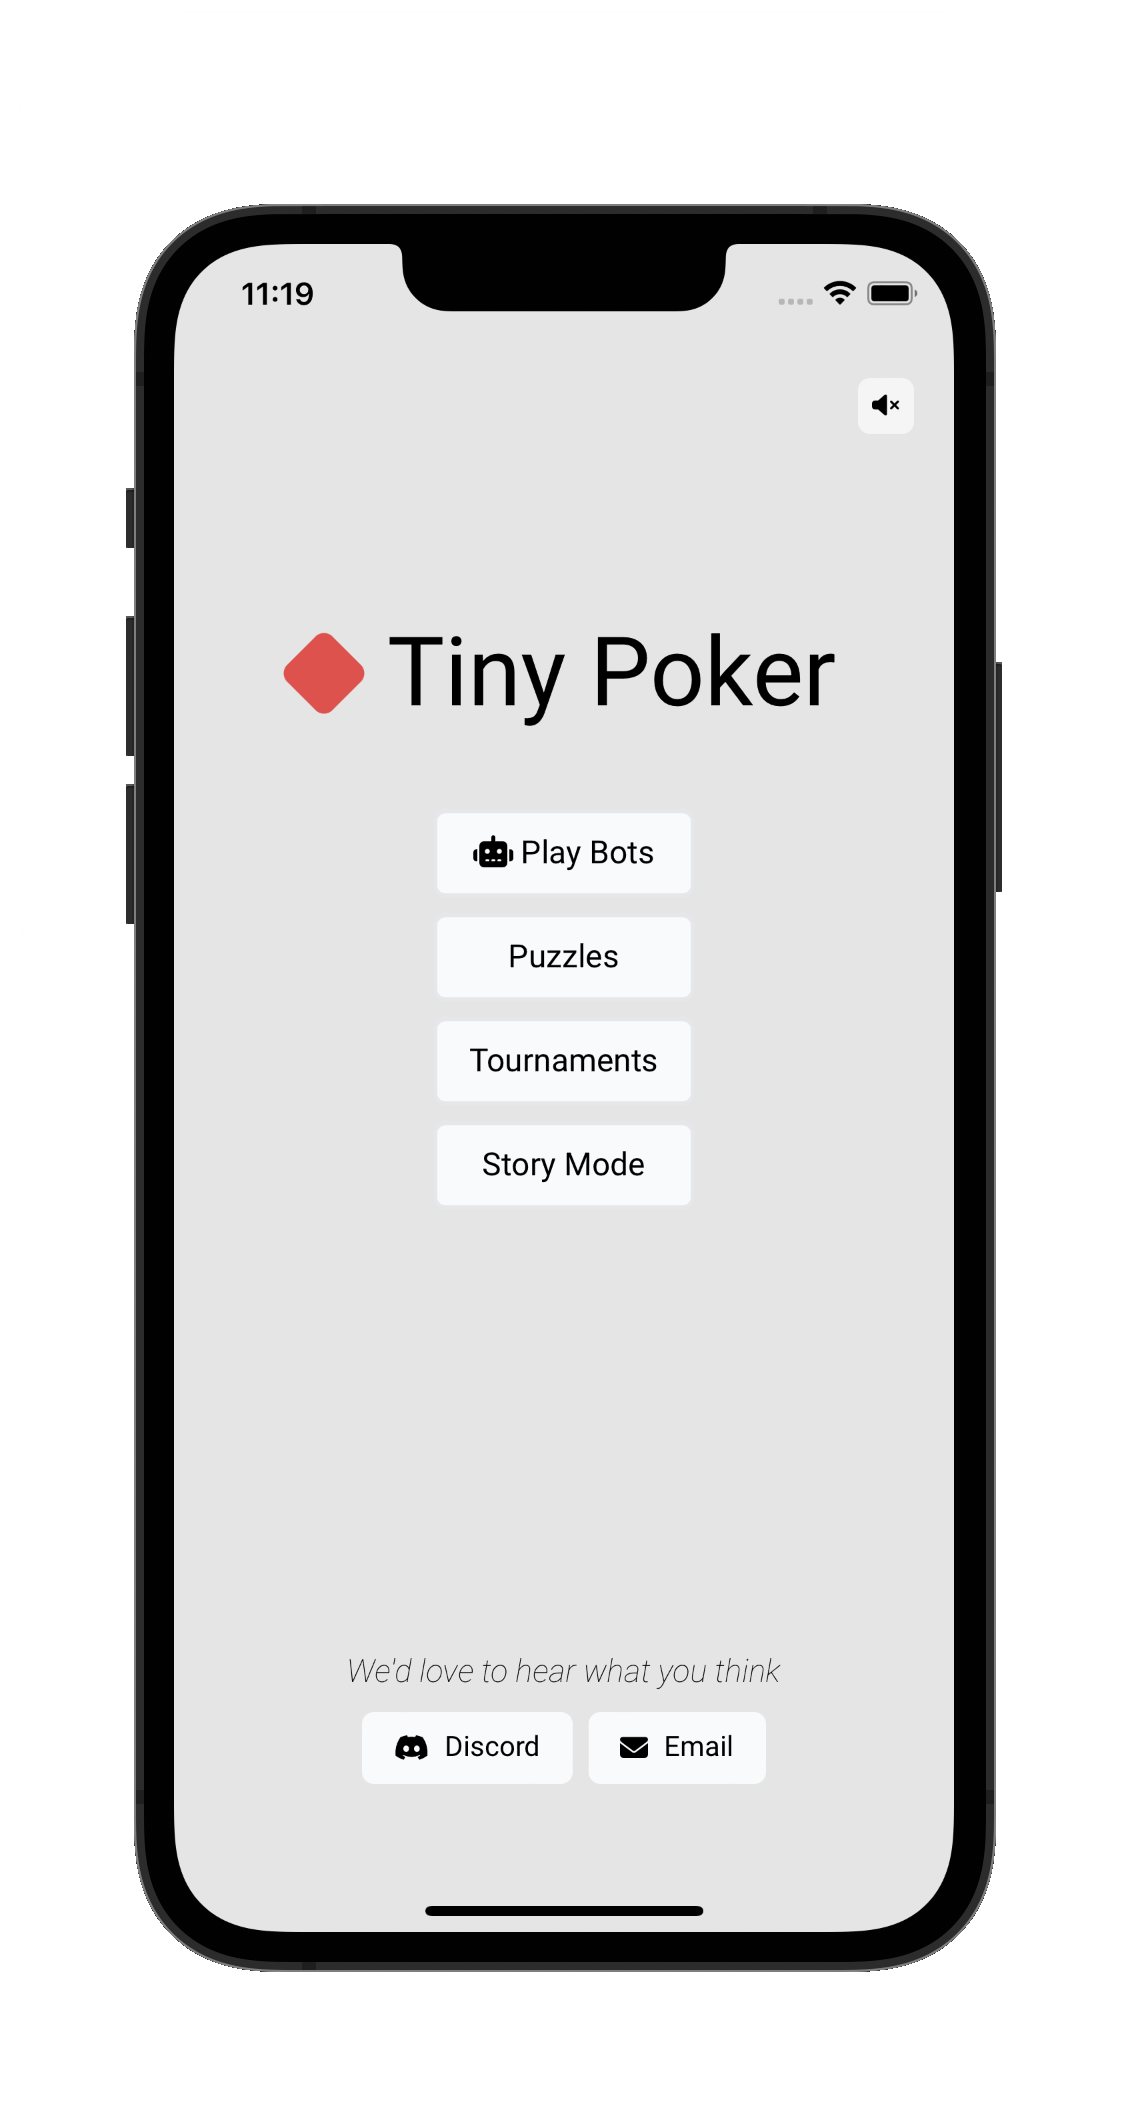 11:19
Tiny Poker
Play Bots
Puzzles
Tournaments
Story Mode
We'd love to hear what you think
Discord
Email